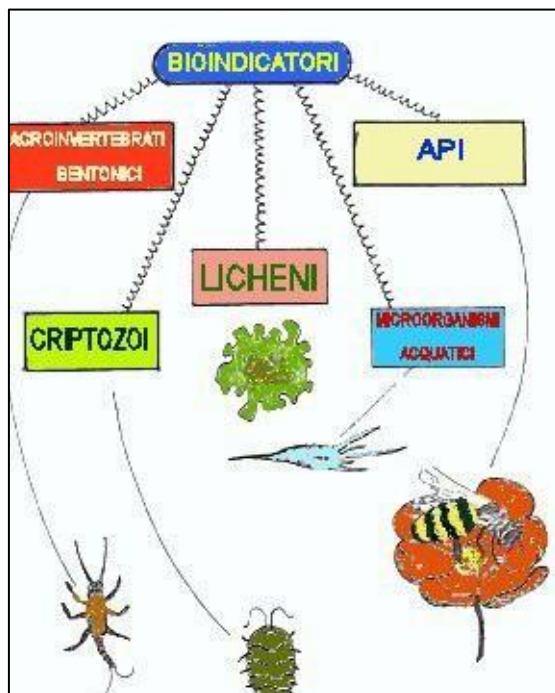 BIOINDICATORI
ACROINVERTEBRATI
BENTONICI
API
LICHENI
CRIPTOZOI
MICROORGANISMI
ACQUATICI